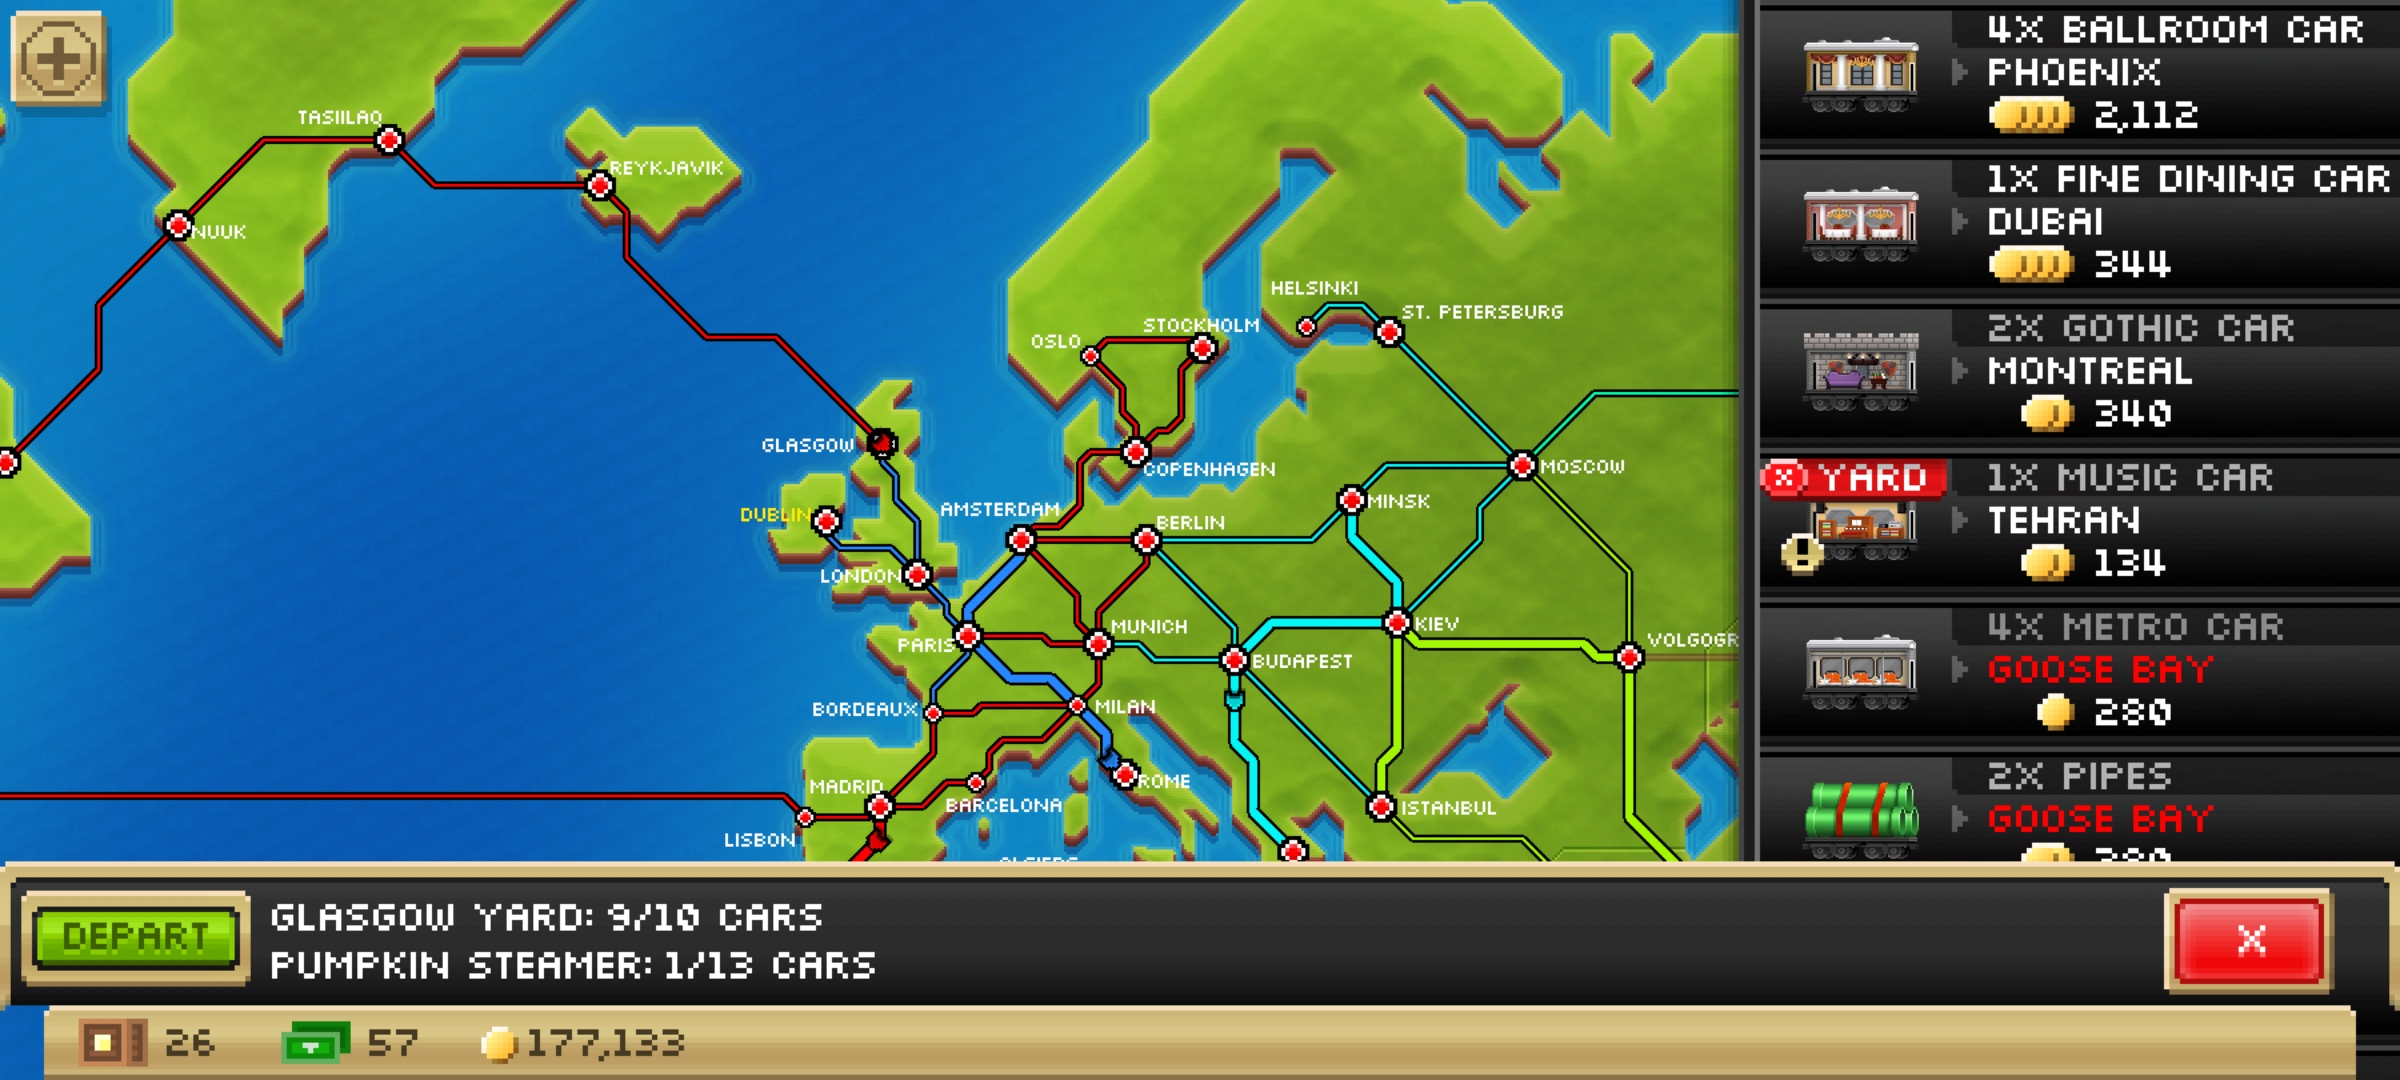 TASIILAQ
REYKJAVIK
NUUK
HELSINKI
ST. PETERSBURG
STOCKHOLM
OSLO
GLASGOW
COPENHAGEN
MOSCOW
MINSK
DUBLIN
AMSTERDAM
BERLIN
LONDON
KIEV
MUNICH
PARIS
BUDAPEST
VOLGOGR
BORDEAUX
MILAN
ROME
MADRID
BARCELONA
ISTANBUL
LISBON
4X BALLROOM CAR
PHOENIX
2,112
1X FINE DINING CAR
DUBAI
344
2X GOTHIC CAR
MONTREAL
340
X YARD
1X MUSIC CAR
TEHRAN
134
4X METRO CAR
GOOSE BAY
280
2X PIPES
GOOSE BAY
DEPART
GLASGOW YARD: 9/10 CARS
PUMPKIN STEAMER: 1/13 CARS
X
26
57
177,133